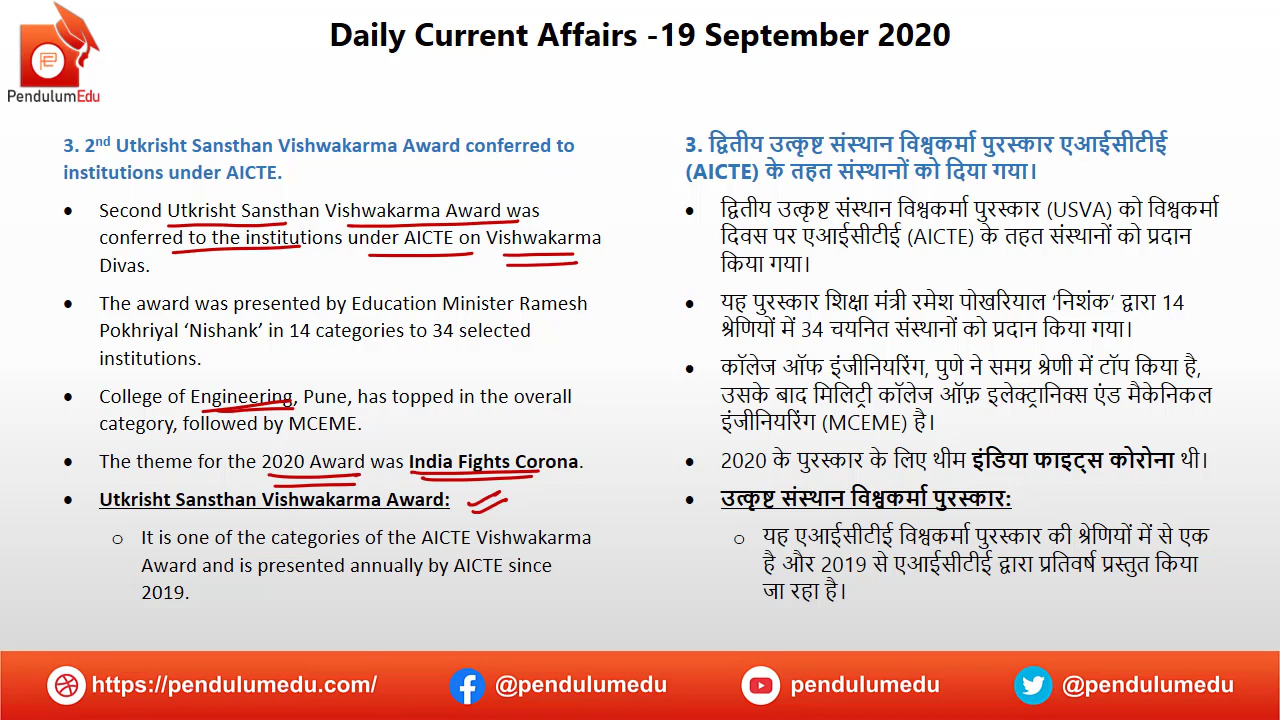 Daily Current Affairs -19 September 2020
PendulumEdu
3. 2nd Utkrisht Sansthan Vishwakarma Award conferred to
institutions under AICTE.
• Second Utkrisht Sansthan Vishwakarma Award was
conferred to the institutions under AICTE on Vishwakarma
Divas.
• The award was presented by Education Minister Ramesh
Pokhriyal ‘Nishank’ in 14 categories to 34 selected
institutions.
• College of Engineering, Pune, has topped in the overall
category, followed by MCEME.
• The theme for the 2020 Award was India Fights Corona.
• Utkrisht Sansthan Vishwakarma Award:
o It is one of the categories of the AICTE Vishwakarma
Award and is presented annually by AICTE since
2019.
3. द्वितीय उत्कृष्ट संस्थान विश्वकर्मा पुरस्कार एआईसीटीई
(AICTE) के तहत संस्थानों को दिया गया।
• द्वितीय उत्कृष्ट संस्थान विश्वकर्मा पुरस्कार (USVA) को विश्वकर्मा
दिवस पर एआईसीटीई (AICTE) के तहत संस्थानों को प्रदान
किया गया।
• यह पुरस्कार शिक्षा मंत्री रमेश पोखरियाल ‘निशंक’ द्वारा 14
श्रेणियों में 34 चयनित संस्थानों को प्रदान किया गया।
• कॉलेज ऑफ इंजीनियरिंग, पुणे ने समग्र श्रेणी में टॉप किया है,
उसके बाद मिलिट्री कॉलेज ऑफ़ इलेक्ट्रानिक्स एंड मैकेनिकल
इंजीनियरिंग (MCEME) है।
• 2020 के पुरस्कार के लिए थीम इंडिया फाइट्स कोरोना थी।
• उत्कृष्ट संस्थान विश्वकर्मा पुरस्कार:
o यह एआईसीटीई विश्वकर्मा पुरस्कार की श्रेणियों में से एक
है और 2019 से एआईसीटीई द्वारा प्रतिवर्ष प्रस्तुत किया
जा रहा है।
https://pendulumedu.com/
@pendulumedu
pendulumedu
@pendulumedu